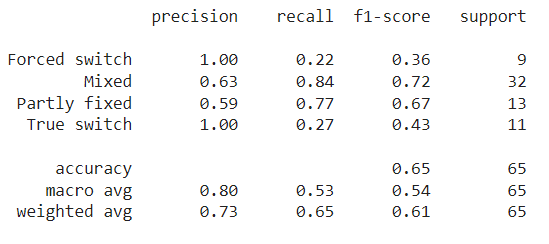 precision recall f1-score support
Forced switch 1.00 0.22 0.36 9
Mixed 0.63 0.84 0.72 32
Partly fixed 0.59 0.77 0.67 13
True switch 1.00 0.27 0.43 11
accuracy 0.65 65
macro avg 0.80 0.53 0.54 65
weighted avg 0.73 0.65 0.61 65